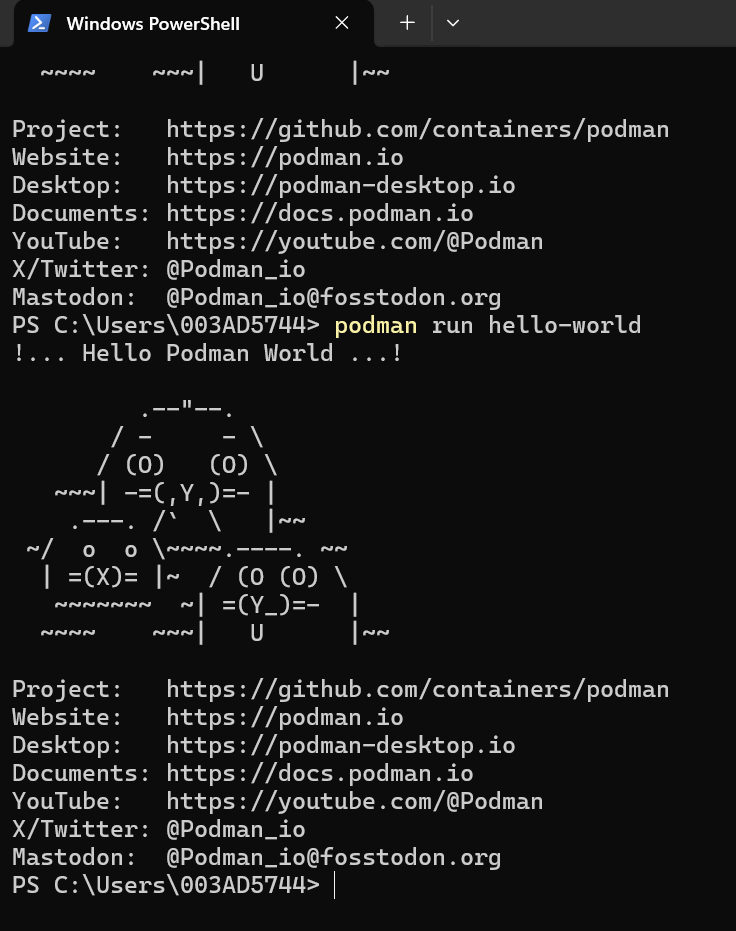 Windows PowerShell
  ~~~~    ~~~|   U      |~~

Project:   https://github.com/containers/podman
Website:   https://podman.io
Desktop:   https://podman-desktop.io
Documents: https://docs.podman.io
YouTube:   https://youtube.com/@Podman
X/Twitter: @Podman_io
Mastodon:  @Podman_io@fosstodon.org
PS C:\Users\003AD5744> podman run hello-world
!... Hello Podman World ...!

         .--"--.
       / -     - \
      / (O)   (O) \
   ~~~| -=(,Y,)=- |
    .---. /`  \   |~~
 ~/  o  o \~~~~.----. ~~
  | =(X)= |~  / (O (O) \
   ~~~~~~~  ~| =(Y_)=-  |
  ~~~~    ~~~|   U      |~~

Project:   https://github.com/containers/podman
Website:   https://podman.io
Desktop:   https://podman-desktop.io
Documents: https://docs.podman.io
YouTube:   https://youtube.com/@Podman
X/Twitter: @Podman_io
Mastodon:  @Podman_io@fosstodon.org
PS C:\Users\003AD5744>